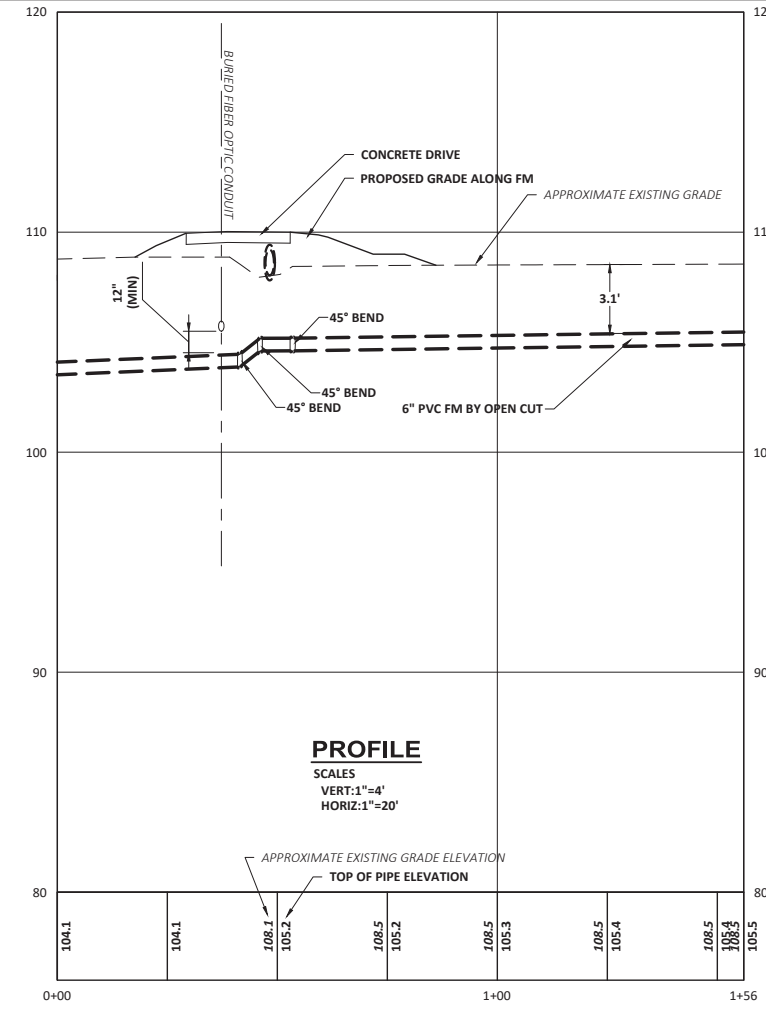 120
12
BURIED FIBER OPTIC CONDUIT
CONCRETE DRIVE
PROPOSED GRADE ALONG FM
APPROXIMATE EXISTING GRADE
110
11
12"
(MIN)
3.1'
45° BEND
45° BEND
45° BEND
6" PVC FM BY OPEN CUT
100
10
90
90
PROFILE
SCALES
VERT:1"=4'
HORIZ:1"=20'
APPROXIMATE EXISTING GRADE ELEVATION
TOP OF PIPE ELEVATION
80
80
104.1
104.1
108.1
105.2
105.2
108.5
105.3
108.5
105.4
108.5
105.4
108.5
105.5
0+00
1+00
1+56